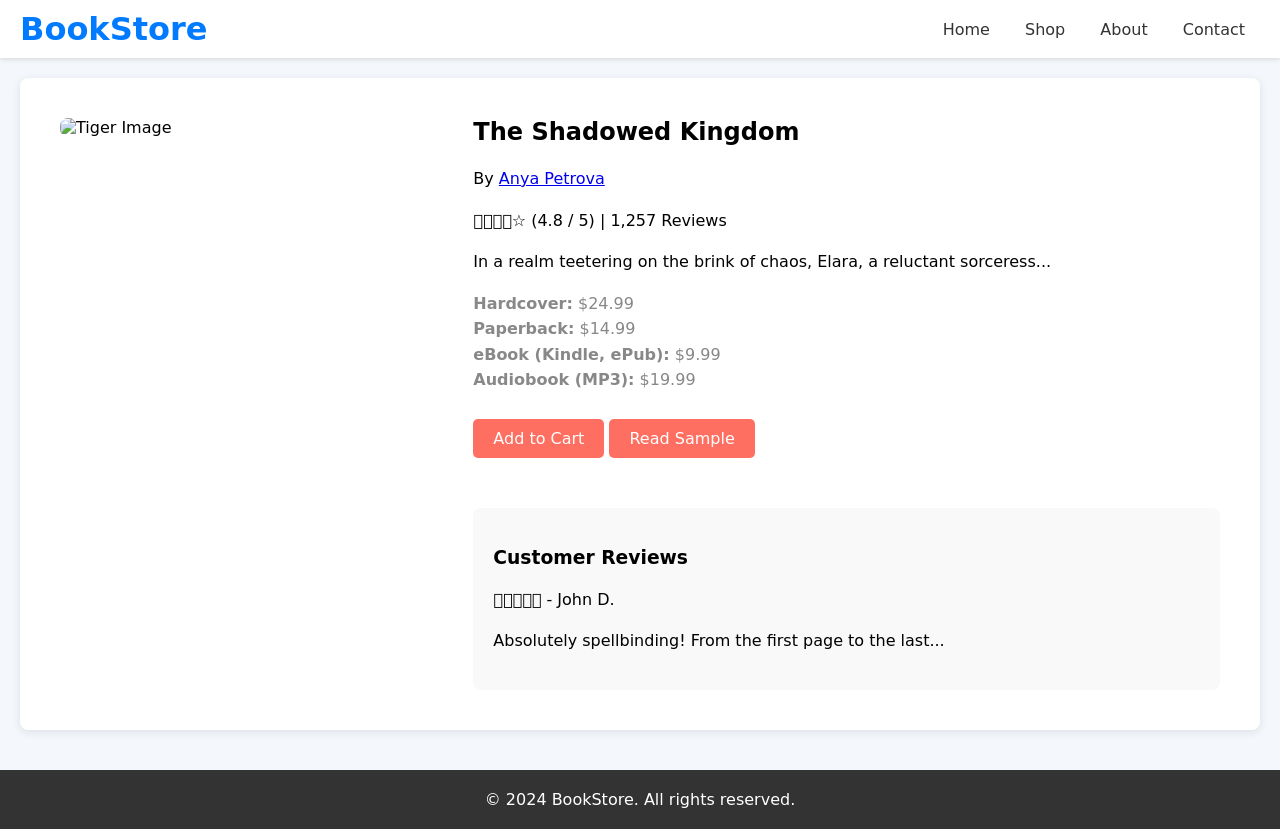 BookStore
Home Shop About Contact
Tiger Image
The Shadowed Kingdom
By Anya Petrova
☆ (4.8 / 5) | 1,257 Reviews
In a realm teetering on the brink of chaos, Elara, a reluctant sorceress...
Hardcover: $24.99
Paperback: $14.99
eBook (Kindle, ePub): $9.99
Audiobook (MP3): $19.99
Add to Cart Read Sample
Customer Reviews
- John D.
Absolutely spellbinding! From the first page to the last...
© 2024 BookStore. All rights reserved.